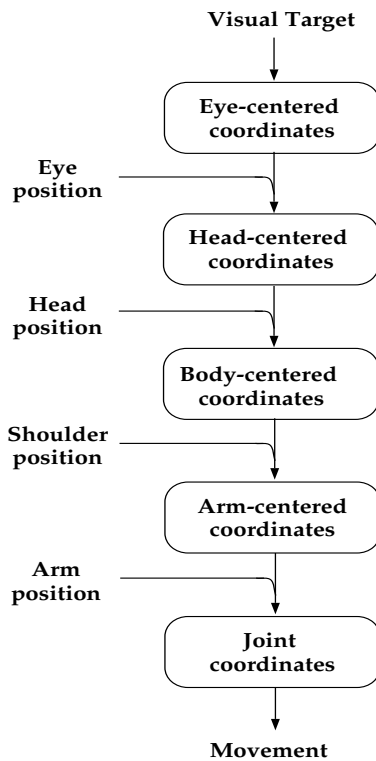 Visual Target
Eye-centered
coordinates
Eye
position
Head-centered
coordinates
Head
position
Body-centered
coordinates
Shoulder
position
Arm-centered
coordinates
Arm
position
Joint
coordinates
Movement